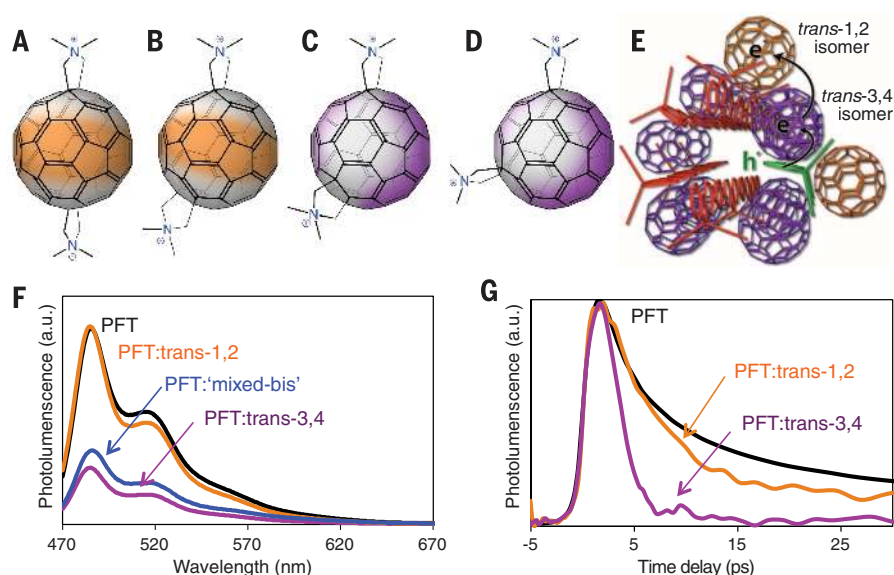 A
B
C
D
E
N
⊕
N
⊕
N
⊕
N
⊕
N
⊕
N
⊕
N
⊕
N
⊕
trans-1,2
isomer
trans-3,4
isomer
e
e
h
F
Photoluminescence (a.u.)
PFT
PFT:trans-1,2
PFT:‘mixed-bis’
PFT:trans-3,4
470
520
570
620
670
Wavelength (nm)
G
Photoluminescence (a.u.)
PFT
PFT:trans-1,2
PFT:trans-3,4
-5
5
15
25
Time delay (ps)